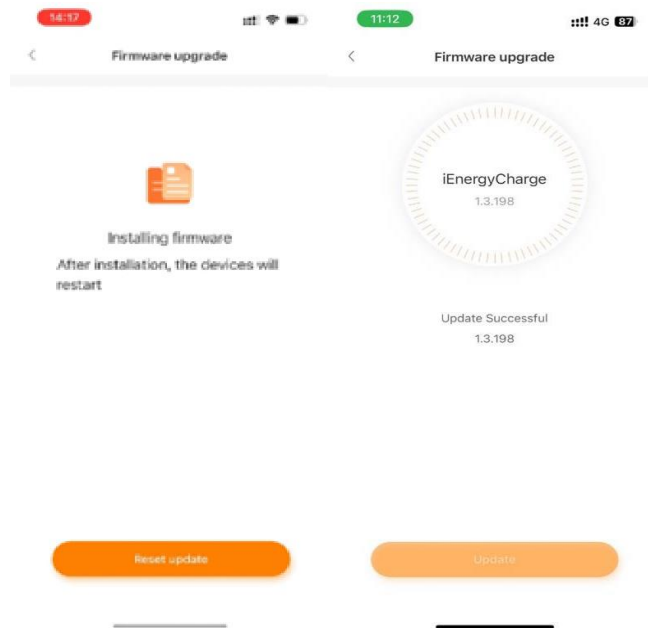 14:17
Firmware upgrade
Installing firmware
After installation, the devices will
restart
Reset update
11:12
4G 87
Firmware upgrade
iEnergyCharge
1.3.198
Update Successful
1.3.198
Update